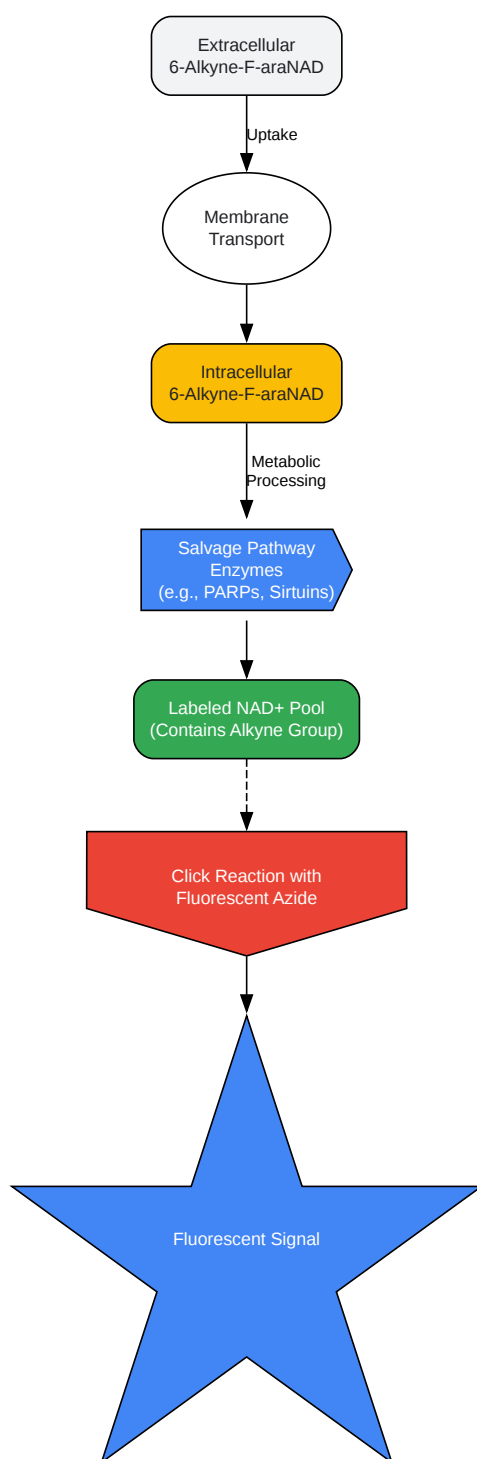 Extracellular
6-Alkyne-F-araNAD
Uptake
Membrane
Transport
Intracellular
6-Alkyne-F-araNAD
Metabolic
Processing
Salvage Pathway
Enzymes
(e.g., PARPs, Sirtuins)
Labeled NAD+ Pool
(Contains Alkyne Group)
Click Reaction with
Fluorescent Azide
Fluorescent Signal